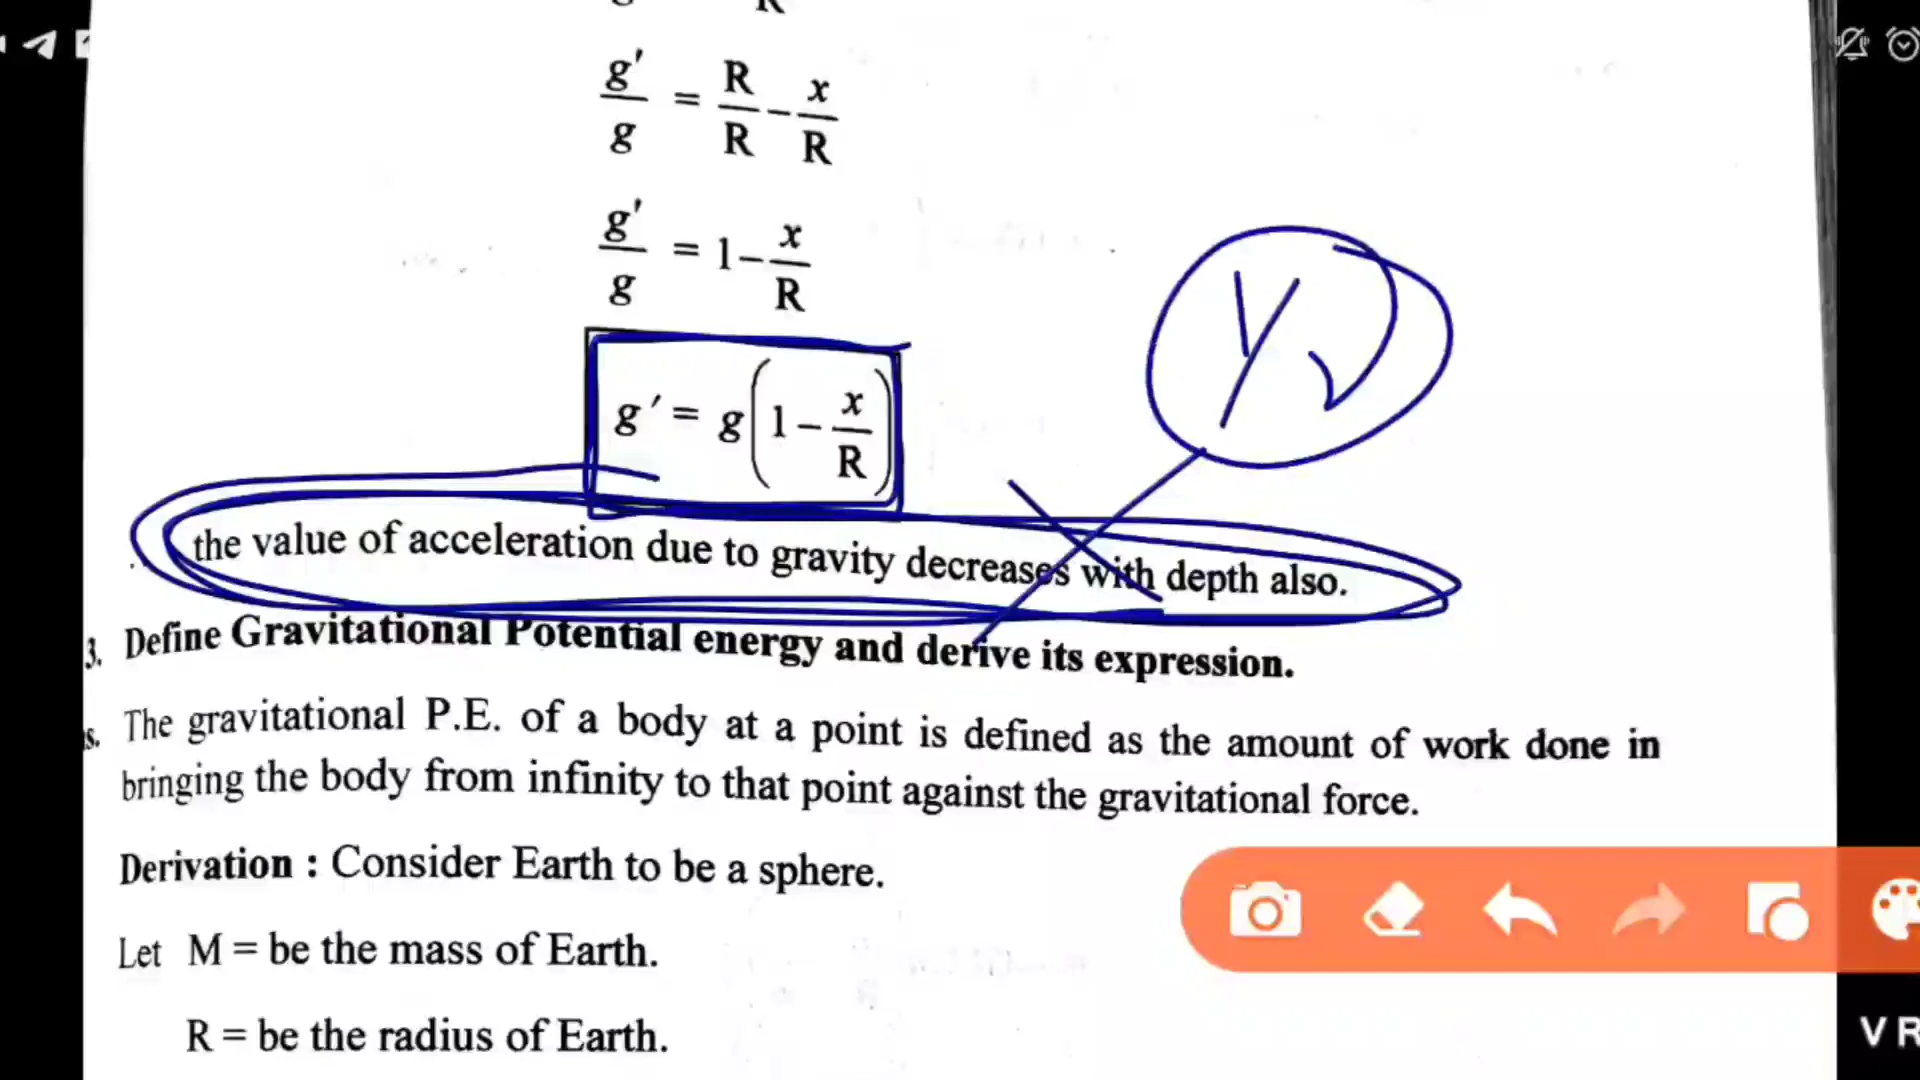 g′/g = R/R − x/R
g′/g = 1 − x/R
g′ = g(1 − x/R)
the value of acceleration due to gravity decreases with depth also.
3. Define Gravitational Potential energy and derive its expression.
s. The gravitational P.E. of a body at a point is defined as the amount of work done in
bringing the body from infinity to that point against the gravitational force.
Derivation : Consider Earth to be a sphere.
Let M = be the mass of Earth.
R = be the radius of Earth.
V R